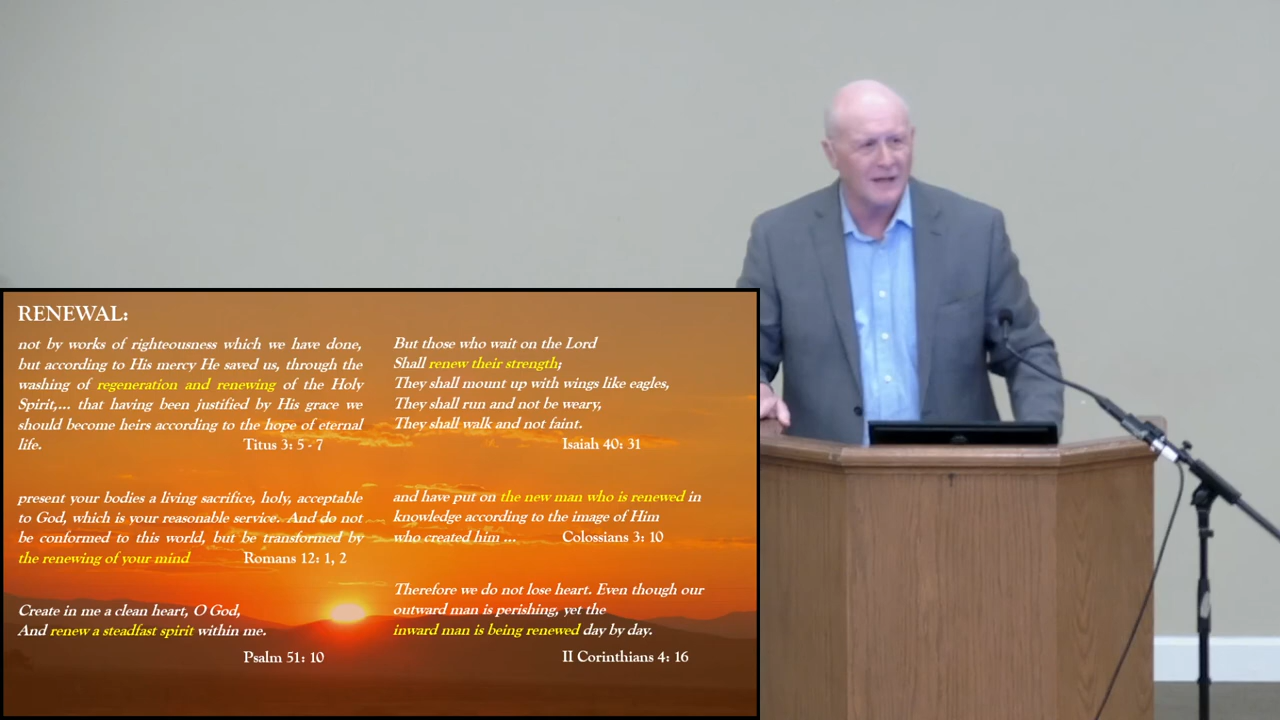 RENEWAL:
not by works of righteousness which we have done,
but according to His mercy He saved us, through the
washing of regeneration and renewing of the Holy
Spirit,... that having been justified by His grace we
should become heirs according to the hope of eternal
life. Titus 3: 5 - 7
present your bodies a living sacrifice, holy, acceptable
to God, which is your reasonable service. And do not
be conformed to this world, but be transformed by
the renewing of your mind Romans 12: 1, 2
Create in me a clean heart, O God,
And renew a steadfast spirit within me.
Psalm 51: 10
But those who wait on the Lord
Shall renew their strength;
They shall mount up with wings like eagles,
They shall run and not be weary,
They shall walk and not faint.
Isaiah 40: 31
and have put on the new man who is renewed in
knowledge according to the image of Him
who created him ... Colossians 3: 10
Therefore we do not lose heart. Even though our
outward man is perishing, yet the
inward man is being renewed day by day.
II Corinthians 4: 16